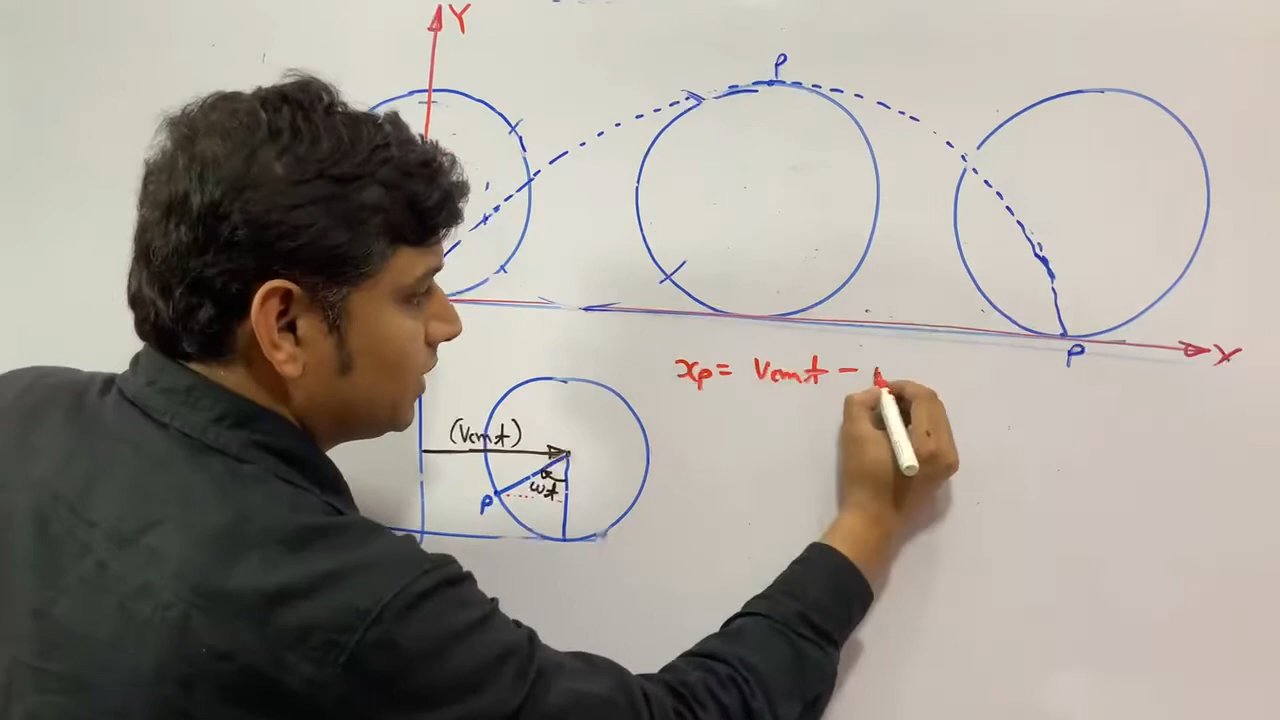 Y
P
X
P
xp = Vcmt -
(Vcmt)
ωt
P